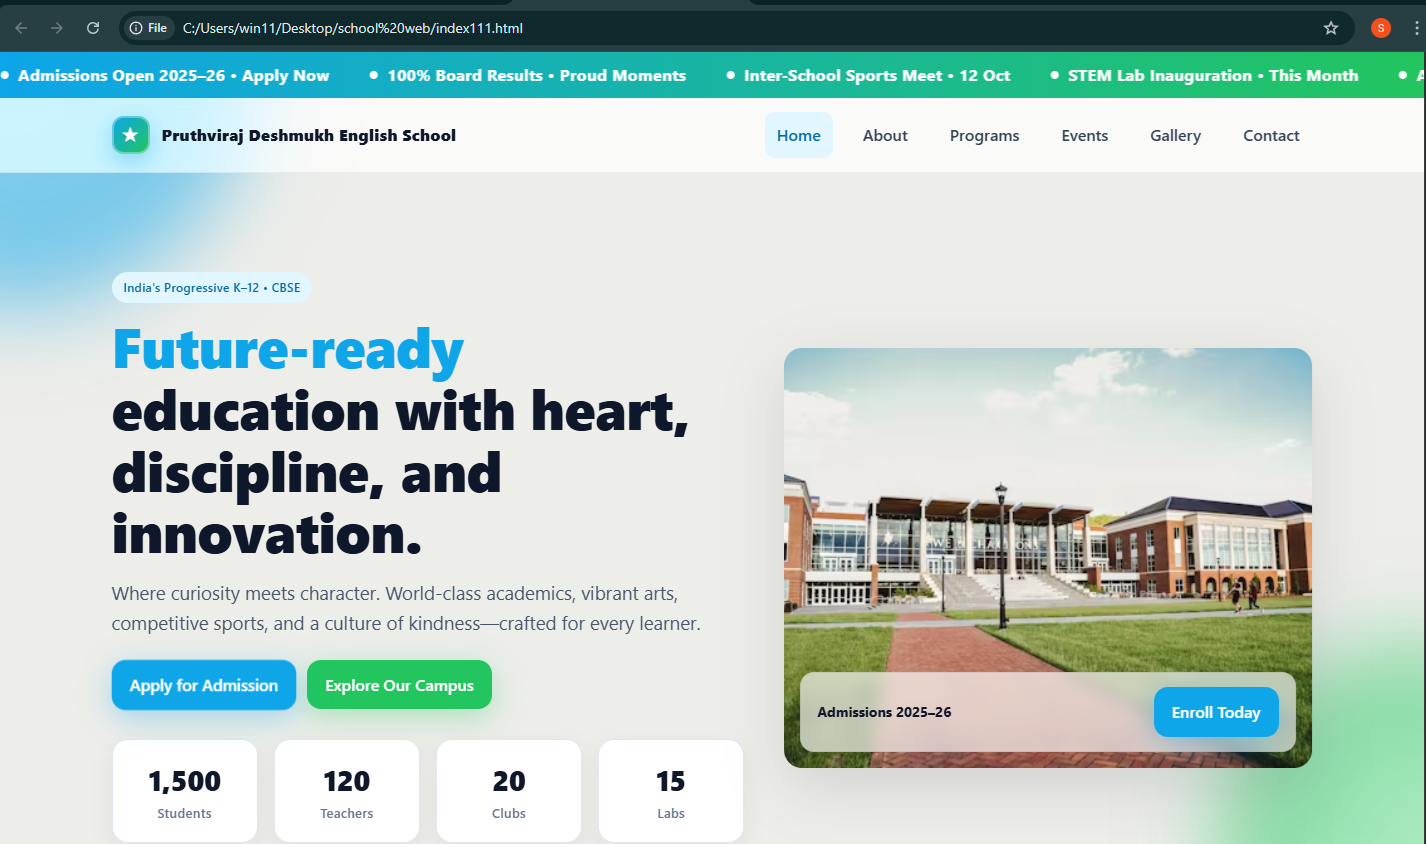 File C:/Users/win11/Desktop/school%20web/index111.html S
Admissions Open 2025–26 • Apply Now • 100% Board Results • Proud Moments • Inter-School Sports Meet • 12 Oct • STEM Lab Inauguration • This Month •
Pruthviraj Deshmukh English School Home About Programs Events Gallery Contact
India's Progressive K–12 • CBSE
Future-ready
education with heart,
discipline, and
innovation.
Where curiosity meets character. World-class academics, vibrant arts,
competitive sports, and a culture of kindness—crafted for every learner.
Apply for Admission Explore Our Campus
Admissions 2025–26 Enroll Today
1,500 120 20 15
Students Teachers Clubs Labs